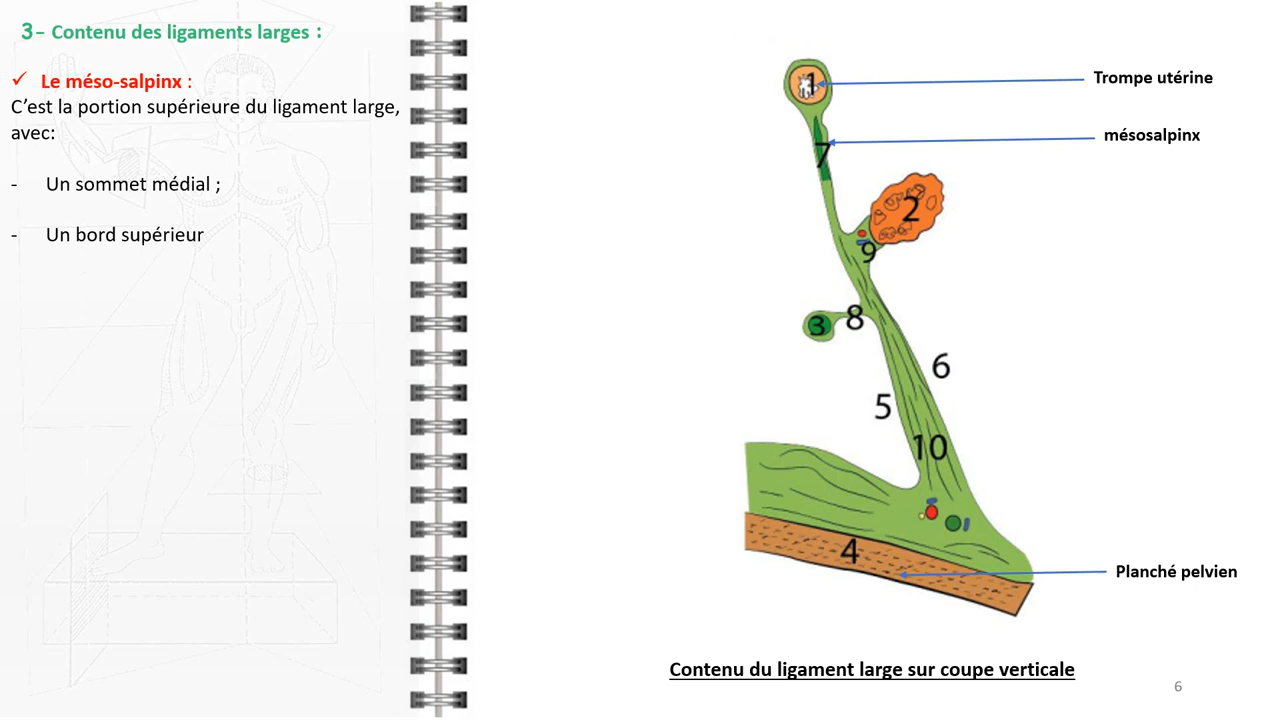 3- Contenu des ligaments larges :
✓ Le méso-salpinx :
C’est la portion supérieure du ligament large,
avec:
- Un sommet médial ;
- Un bord supérieur
1
Trompe utérine
mésosalpinx
7
2
9
3
8
6
5
10
4
Planché pelvien
Contenu du ligament large sur coupe verticale
6